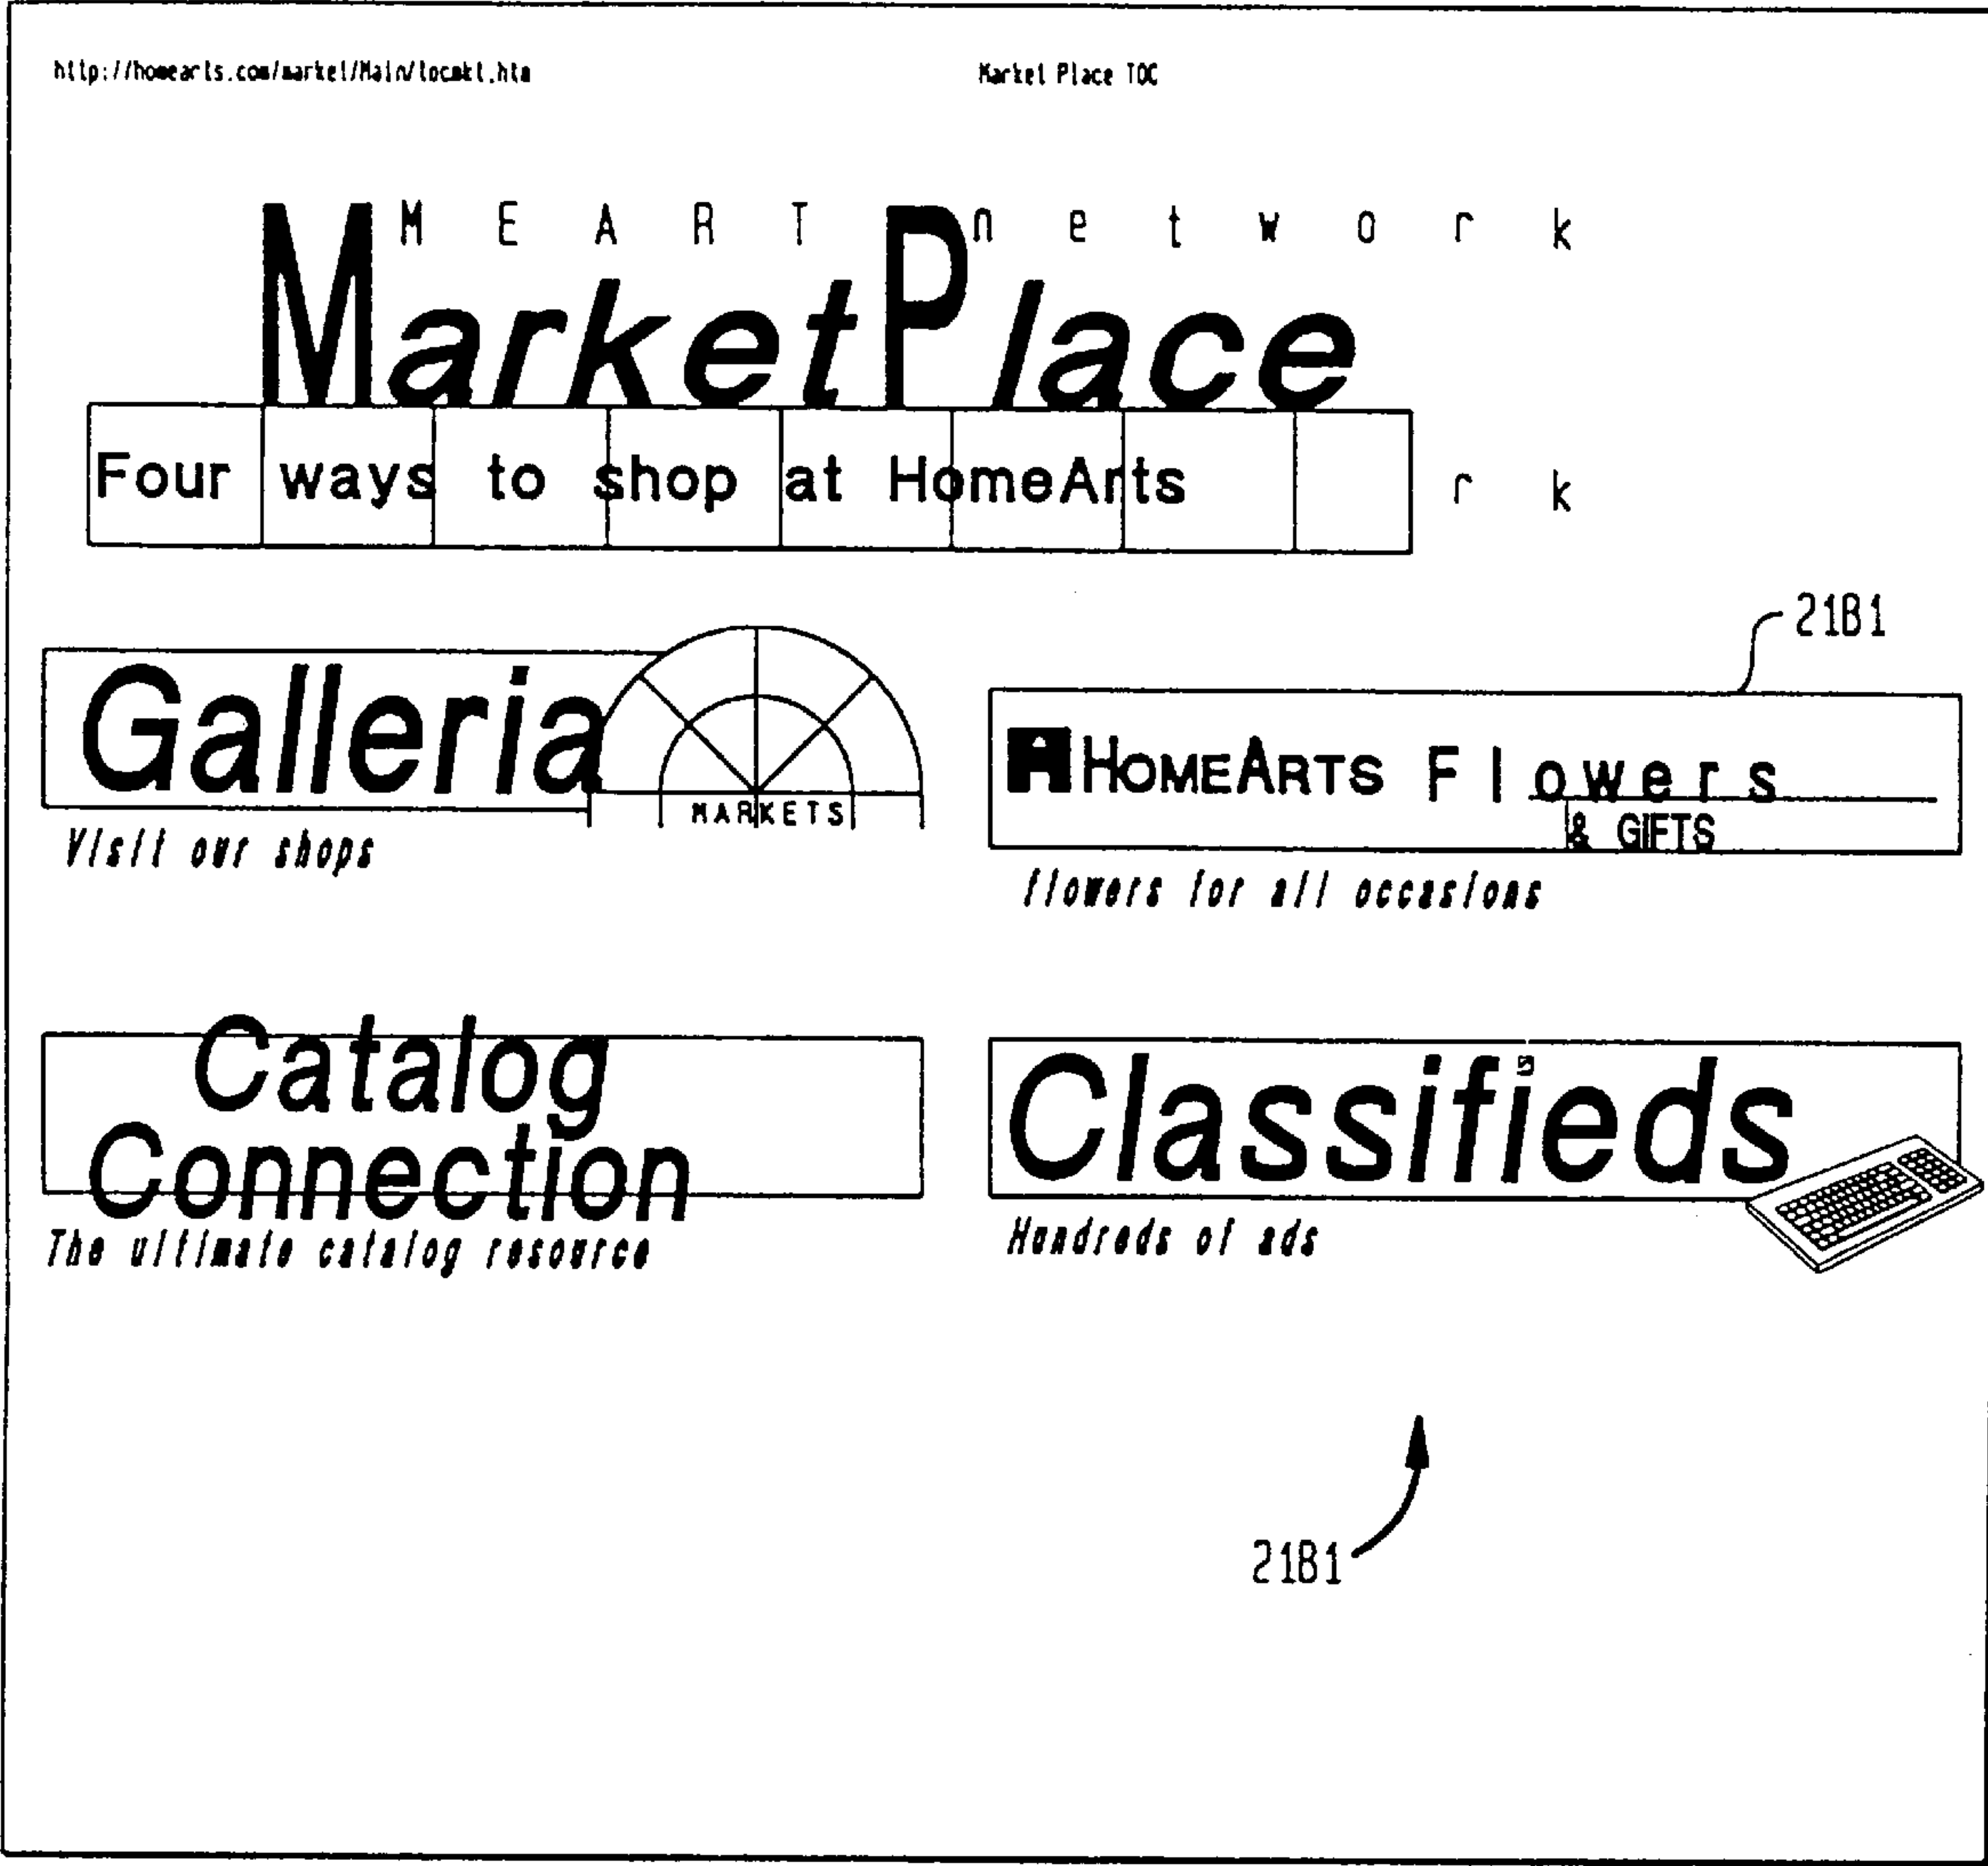 http://homearts.com/market/Main/tocmkt.htm Market Place TOC
M E A R T n e t w o r k
MarketPlace
Four ways to shop at HomeArts r k
21B1
Galleria
MARKETS
Visit our shops
A HOMEARTS Flowers
& GIFTS
flowers for all occasions
Catalog
Connection
The ultimate catalog resource
Classifieds
Hundreds of ads
21B1